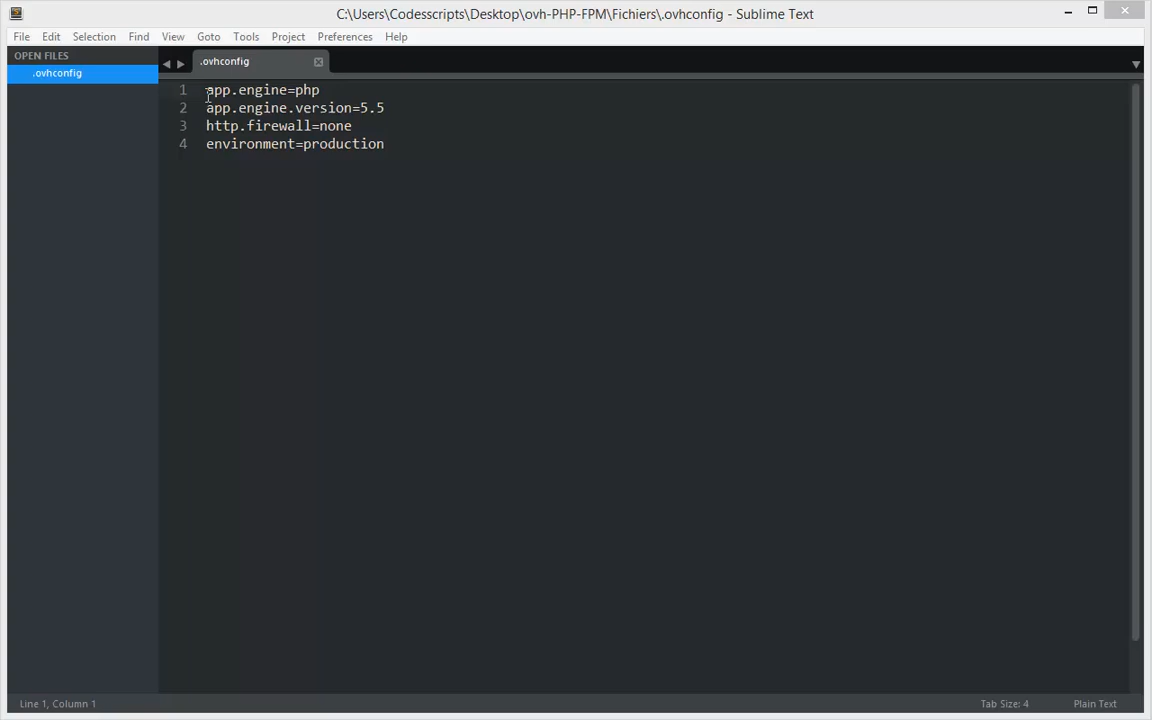 C:\Users\Codesscripts\Desktop\ovh-PHP-FPM\Fichiers\.ovhconfig - Sublime Text
File Edit Selection Find View Goto Tools Project Preferences Help
OPEN FILES
.ovhconfig
.ovhconfig
1 app.engine=php
2 app.engine.version=5.5
3 http.firewall=none
4 environment=production
Line 1, Column 1 Tab Size: 4 Plain Text